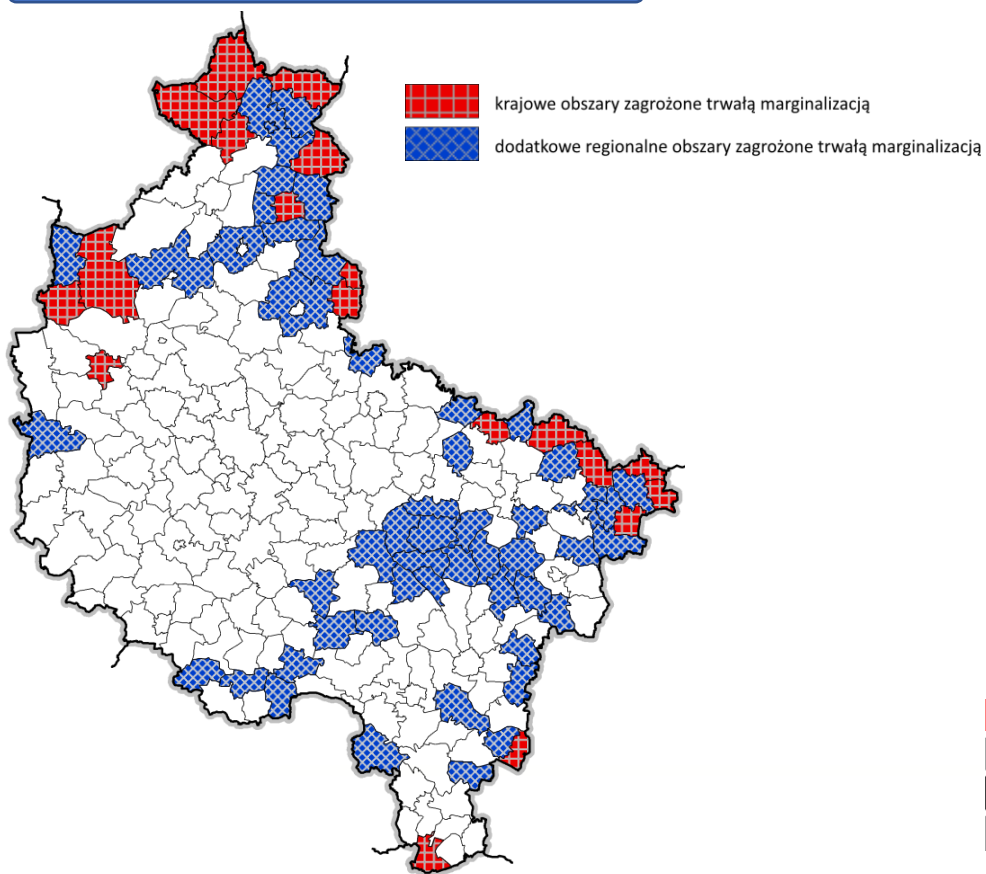 krajowe obszary zagrożone trwałą marginalizacją
dodatkowe regionalne obszary zagrożone trwałą marginalizacją